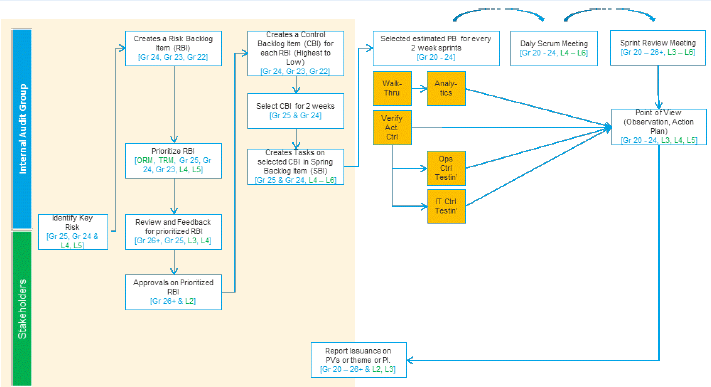 Internal Audit Group
Stakeholders
Identify Key
Risk
[Gr 25, Gr 24 &
L4, L5]
Creates a Risk Backlog
Item (RBI)
[Gr 24, Gr 23, Gr22]
Prioritize RBI
[ORM, TRM, Gr 25, Gr
24, Gr 23, L4, L5]
Review and Feedback
for prioritized RBI
[Gr 26+, Gr 25, L3, L4]
Approvals on Prioritized
RBI
[Gr 26+ & L2]
Creates a Control
Backlog Item (CBI) for
each RBI (Highest to
Low)
[Gr 24, Gr 23, Gr22]
Select CBI for 2 weeks
[Gr 25 & Gr 24]
Creates Tasks on
selected CBI in Spring
Backlog Item (SBI)
[Gr 25 & Gr 24, L4 – L6]
Selected estimated PB for every
2 week sprints
[Gr 20 - 24]
Daly Scrum Meeting
[Gr 20 - 24, L4 – L6]
Sprint Review Meeting
[Gr 20 – 26+, L3 – L6]
Walk-
Thru
Analy-
tics
Verify
Act
Ctrl
Ops
Ctrl
Testin'
IT Ctrl
Testin'
Point of View
(Observation, Action
Plan)
[Gr 20 - 24, L3, L4, L5]
Report Issuance on
PV's or theme or PI.
[Gr 20 – 26+ & L2, L3]